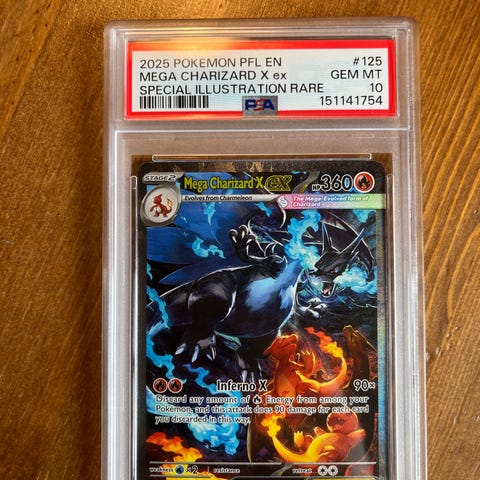 2025 POKEMON PFL EN #125
MEGA CHARIZARD X ex GEM MT
SPECIAL ILLUSTRATION RARE 10
PSA 151141754
STAGE2 Mega Charizard X ex HP360
Evolves from Charmeleon
The Mega-Evolved form of
Charizard
Inferno X 90×
Discard any amount of Energy from among your
Pokémon, and this attack does 90 damage for each card
you discarded in this way.
weakness ×2 resistance retreat